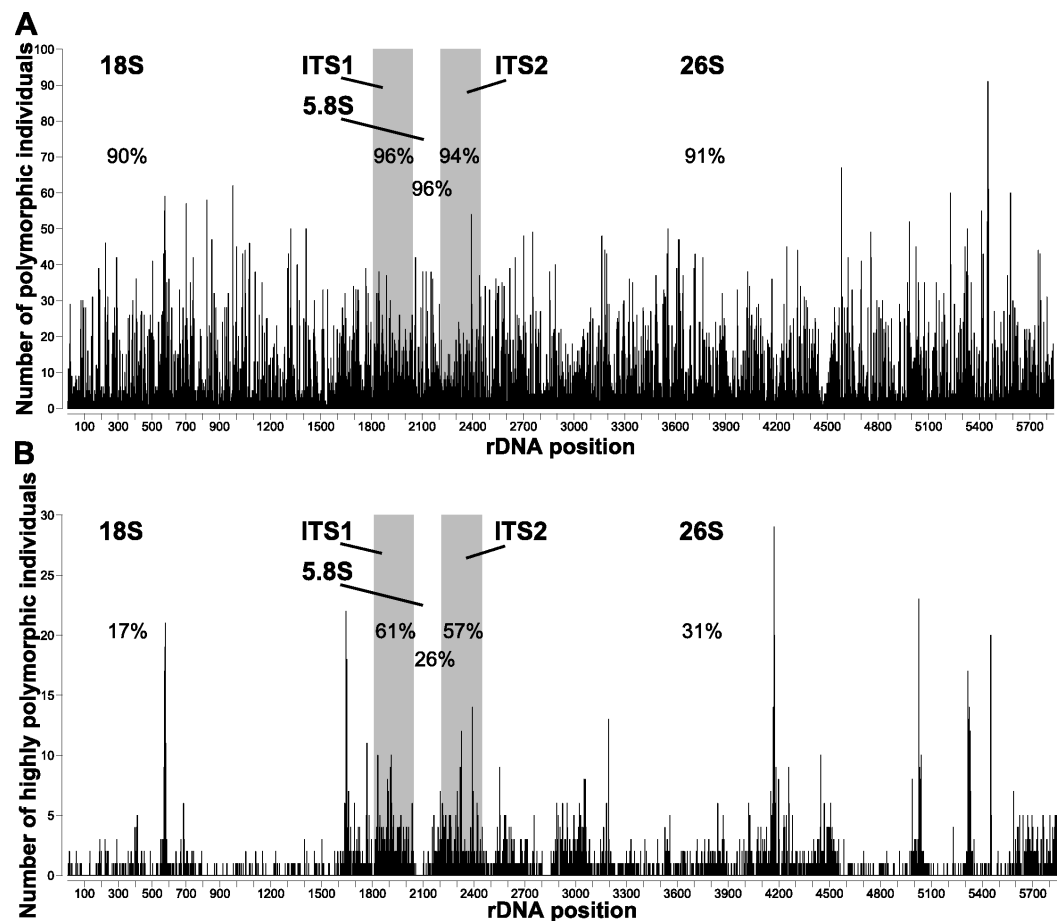 A
Number of polymorphic individuals
100
90
80
70
60
50
40
30
20
10
0
18S
ITS1
ITS2
26S
5.8S
90%
96%
94%
91%
96%
100 300 500 700 900 1200 1500 1800 2100 2400 2700 3000 3300 3600 3900 4200 4500 4800 5100 5400 5700
rDNA position
B
Number of highly polymorphic individuals
30
25
20
15
10
5
0
18S
ITS1
ITS2
26S
5.8S
17%
61%
57%
31%
26%
100 300 500 700 900 1200 1500 1800 2100 2400 2700 3000 3300 3600 3900 4200 4500 4800 5100 5400 5700
rDNA position